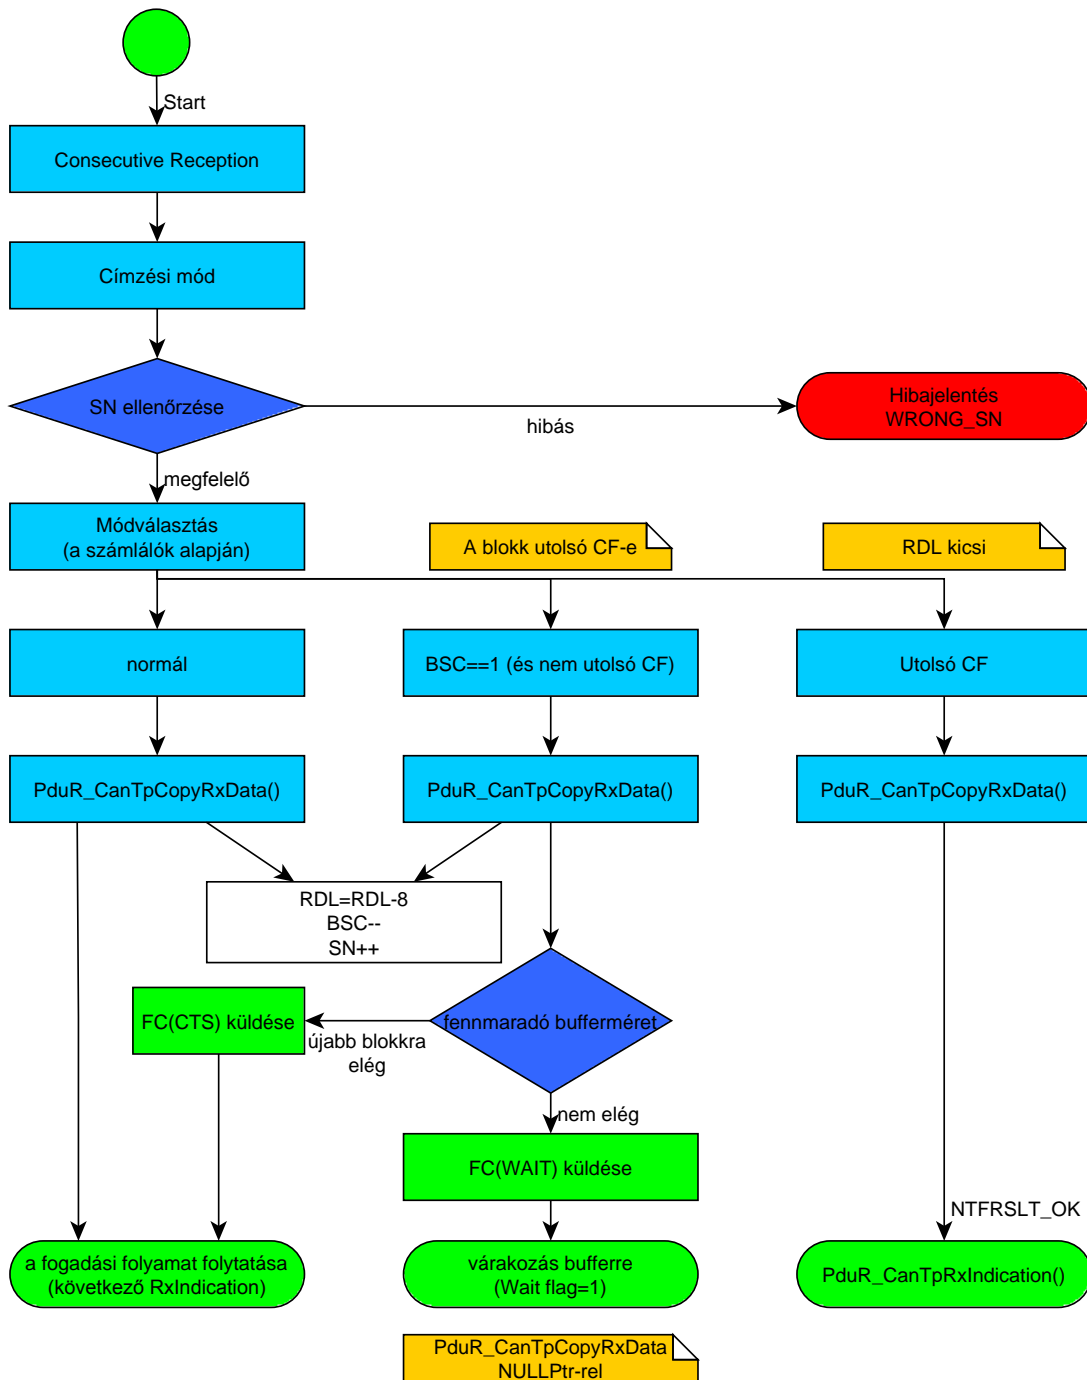 Start
Consecutive Reception
Címzési mód
SN ellenőrzése
hibás
Hibajelentés
WRONG_SN
megfelelő
Módválasztás
(a számlálók alapján)
A blokk utolsó CF-e
RDL kicsi
normál
BSC==1 (és nem utolsó CF)
Utolsó CF
PduR_CanTpCopyRxData()
PduR_CanTpCopyRxData()
PduR_CanTpCopyRxData()
RDL=RDL-8
BSC--
SN++
FC(CTS) küldése
újabb blokkra
elég
fennmaradó bufferméret
nem elég
FC(WAIT) küldése
NTFRSLT_OK
a fogadási folyamat folytatása
(következő RxIndication)
várakozás bufferre
(Wait flag=1)
PduR_CanTpRxIndication()
PduR_CanTpCopyRxData
NULLPtr-rel